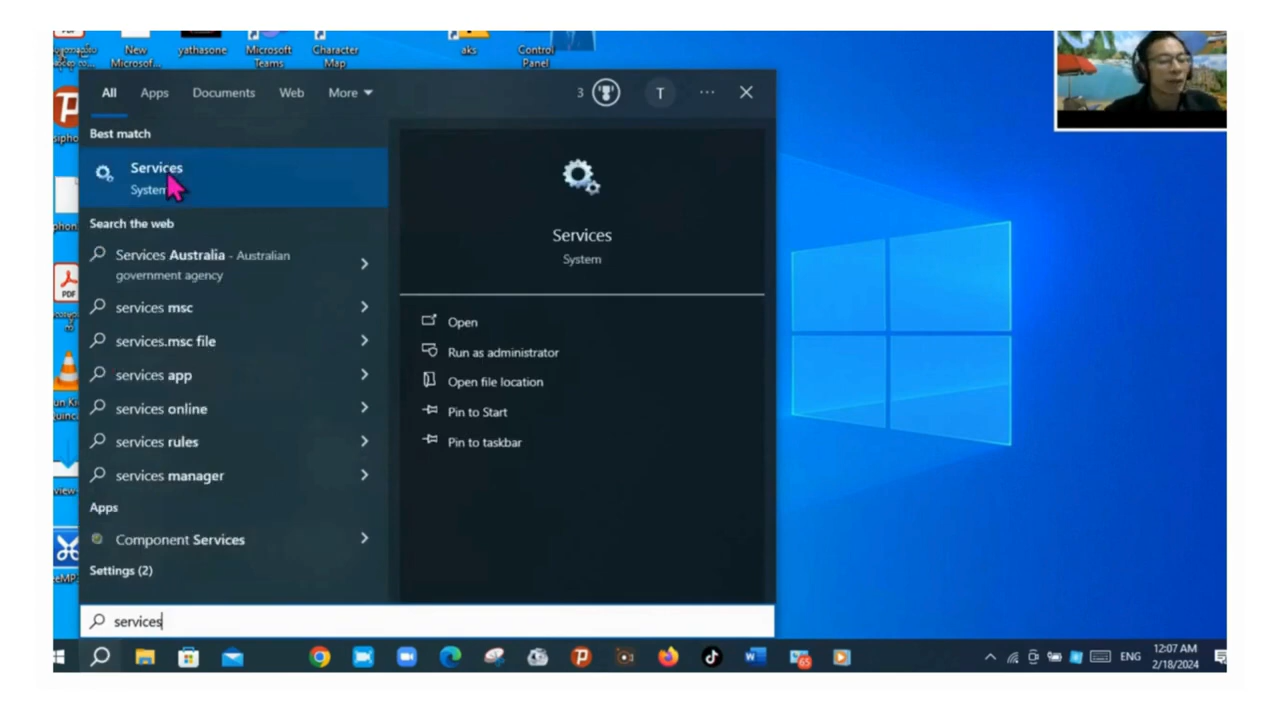 New
Microsof...
yathasone
Microsoft
Teams
Character
Map
aks
Control
Panel
All Apps Documents Web More
3 T ...
Best match
Services
System
Search the web
Services Australia - Australian
government agency
services msc
services.msc file
services app
services online
services rules
services manager
Apps
Component Services
Settings (2)
services
Services
System
Open
Run as administrator
Open file location
Pin to Start
Pin to taskbar
PDF
65
ENG
12:07 AM
2/18/2024